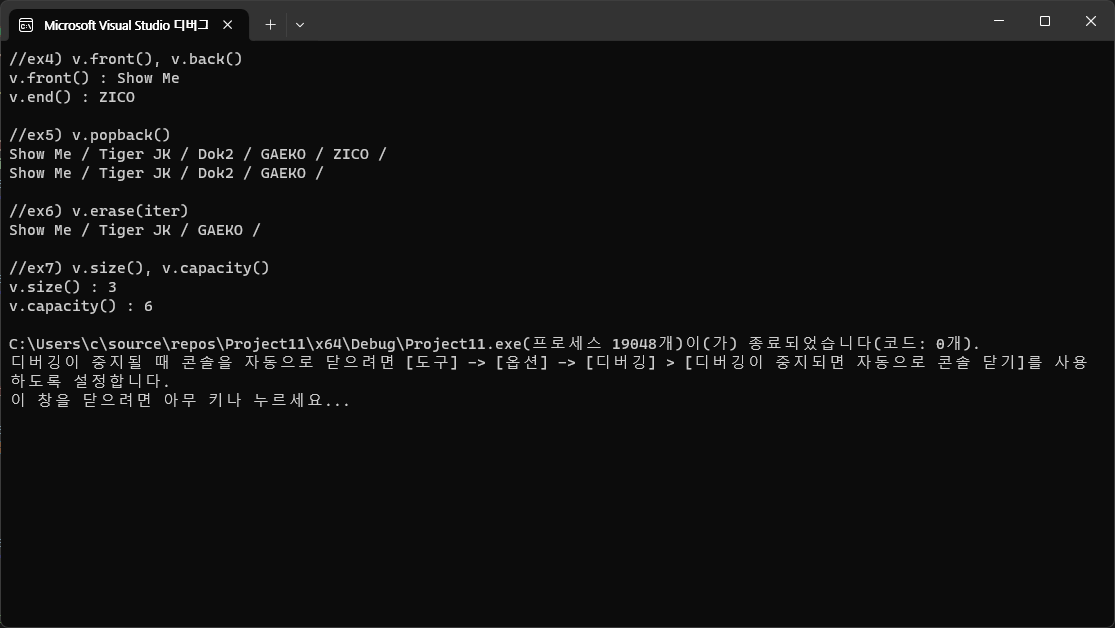 Microsoft Visual Studio 디버그
//ex4) v.front(), v.back()
v.front() : Show Me
v.end() : ZICO
//ex5) v.popback()
Show Me / Tiger JK / Dok2 / GAEKO / ZICO /
Show Me / Tiger JK / Dok2 / GAEKO /
//ex6) v.erase(iter)
Show Me / Tiger JK / GAEKO /
//ex7) v.size(), v.capacity()
v.size() : 3
v.capacity() : 6
C:\Users\c\source\repos\Project11\x64\Debug\Project11.exe(프로세스 19048개)이(가) 종료되었습니다(코드: 0개).
디버깅이 중지될 때 콘솔을 자동으로 닫으려면 [도구] -> [옵션] -> [디버깅] > [디버깅이 중지되면 자동으로 콘솔 닫기]를 사용
하도록 설정합니다.
이 창을 닫으려면 아무 키나 누르세요...